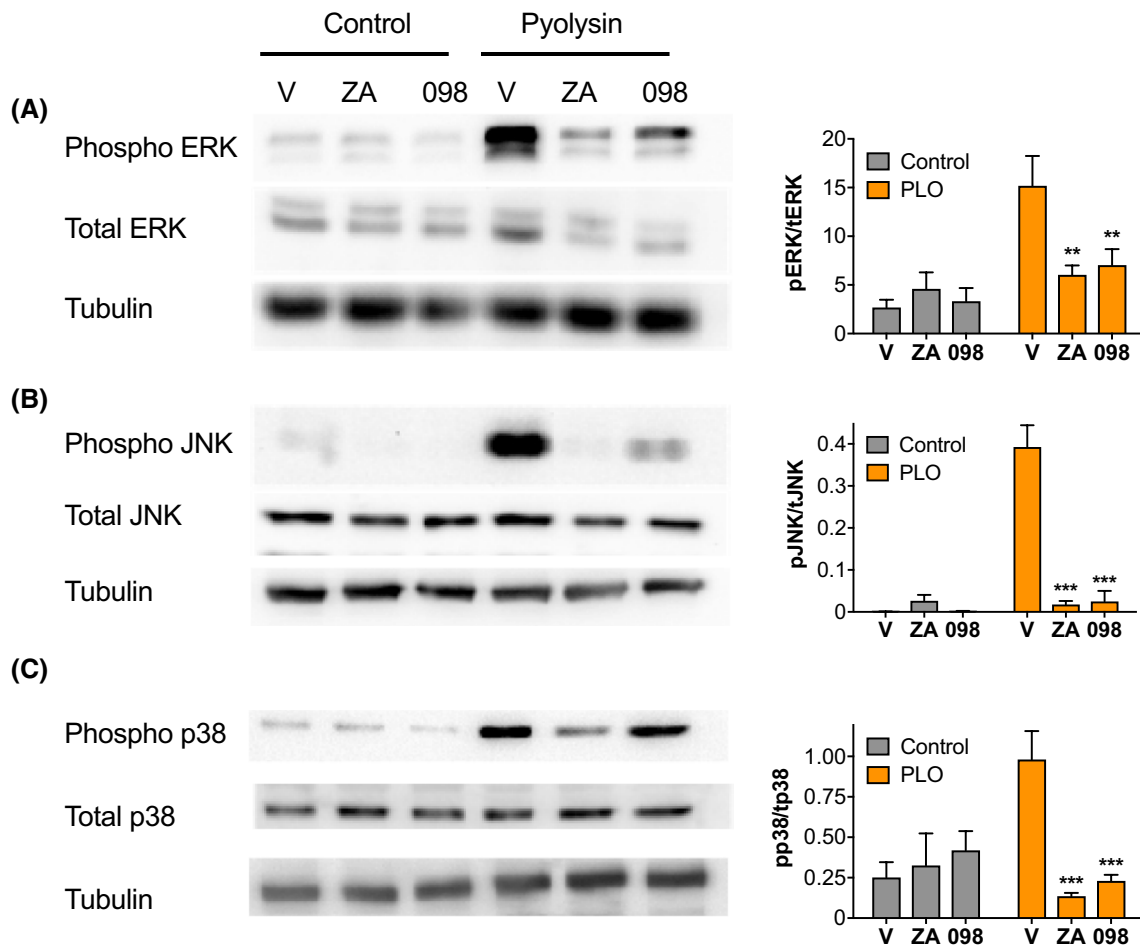 Control Pyolysin
V ZA 098 V ZA 098
(A)
Phospho ERK
Total ERK
Tubulin
pERK/tERK
20
15
10
5
0
Control
PLO
** **
V ZA 098 V ZA 098
(B)
Phospho JNK
Total JNK
Tubulin
pJNK/tJNK
0.4
0.3
0.2
0.1
0
Control
PLO
*** ***
V ZA 098 V ZA 098
(C)
Phospho p38
Total p38
Tubulin
pp38/tp38
1.00
0.75
0.50
0.25
0
Control
PLO
*** ***
V ZA 098 V ZA 098